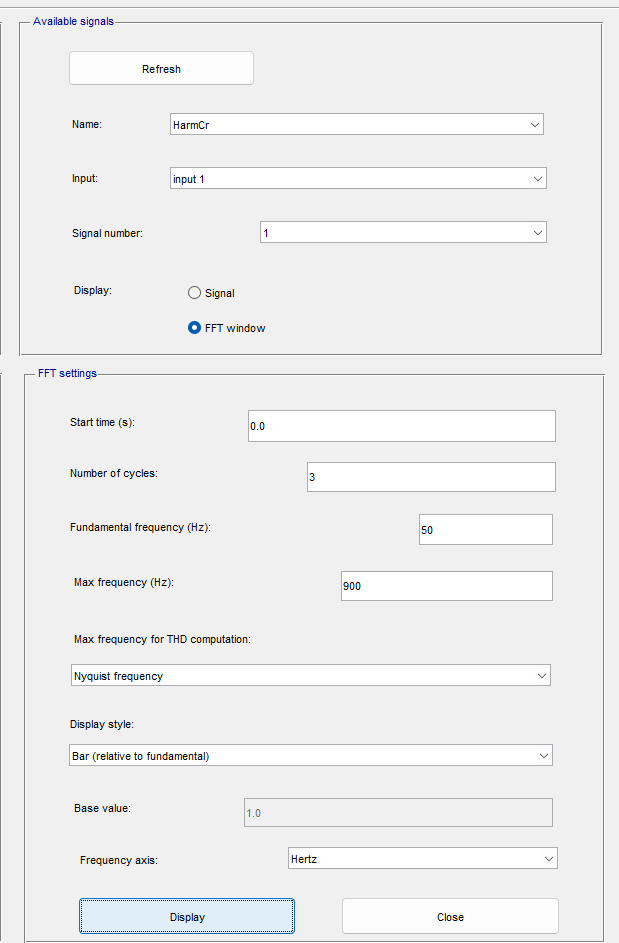 Available signals
Refresh
Name:
HarmCr
Input:
input 1
Signal number:
1
Display:
Signal
FFT window
FFT settings
Start time (s):
0.0
Number of cycles:
3
Fundamental frequency (Hz):
50
Max frequency (Hz):
900
Max frequency for THD computation:
Nyquist frequency
Display style:
Bar (relative to fundamental)
Base value:
1.0
Frequency axis:
Hertz
Display
Close